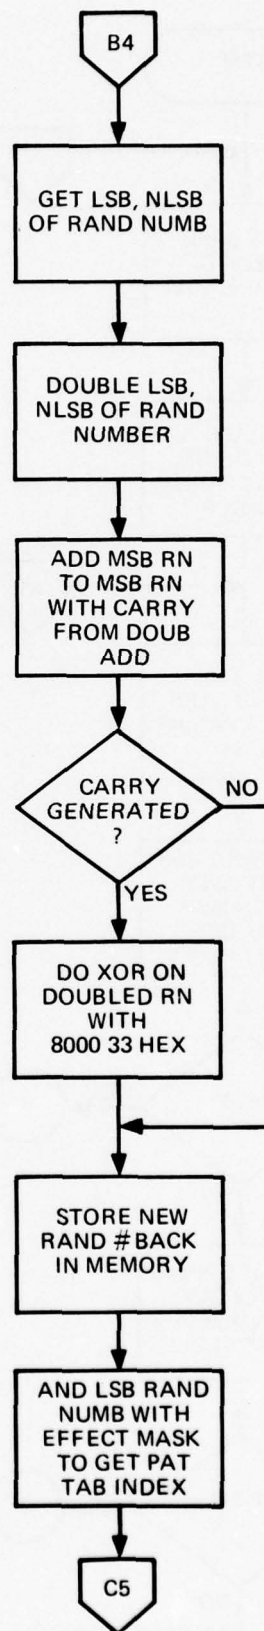 B4
GET LSB, NLSB
OF RAND NUMB
DOUBLE LSB,
NLSB OF RAND
NUMBER
ADD MSB RN
TO MSB RN
WITH CARRY
FROM DOUB
ADD
CARRY
GENERATED
?
NO
YES
DO XOR ON
DOUBLED RN
WITH
8000 33 HEX
STORE NEW
RAND # BACK
IN MEMORY
AND LSB RAND
NUMB WITH
EFFECT MASK
TO GET PAT
TAB INDEX
C5